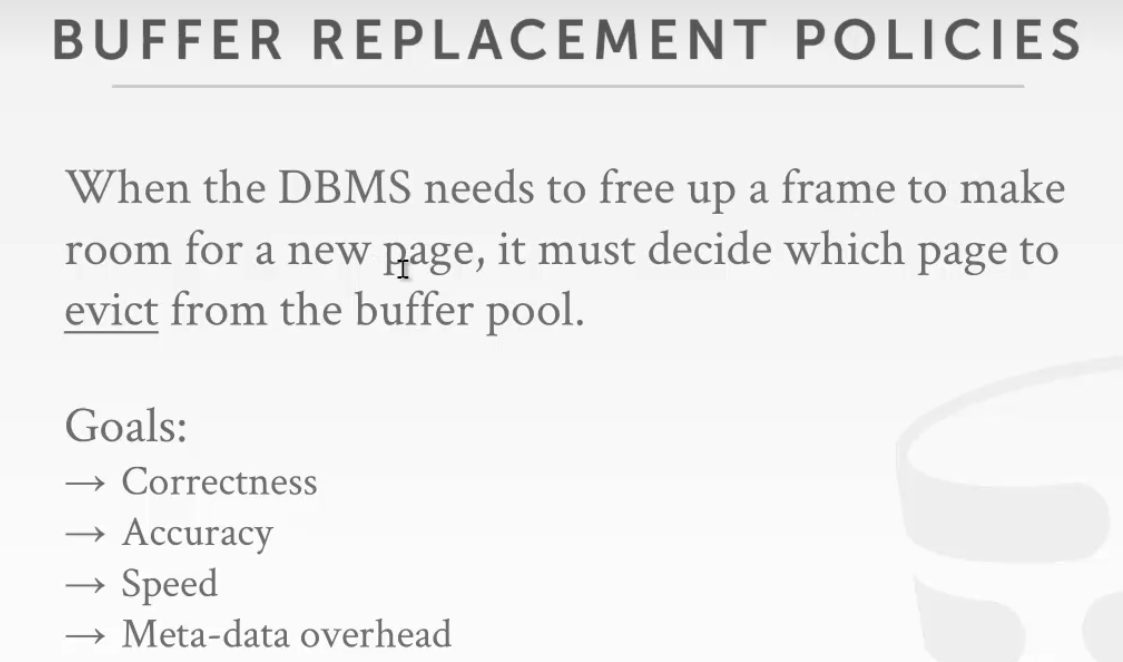 BUFFER REPLACEMENT POLICIES
When the DBMS needs to free up a frame to make
room for a new page, it must decide which page to
evict from the buffer pool.
Goals:
→ Correctness
→ Accuracy
→ Speed
→ Meta-data overhead